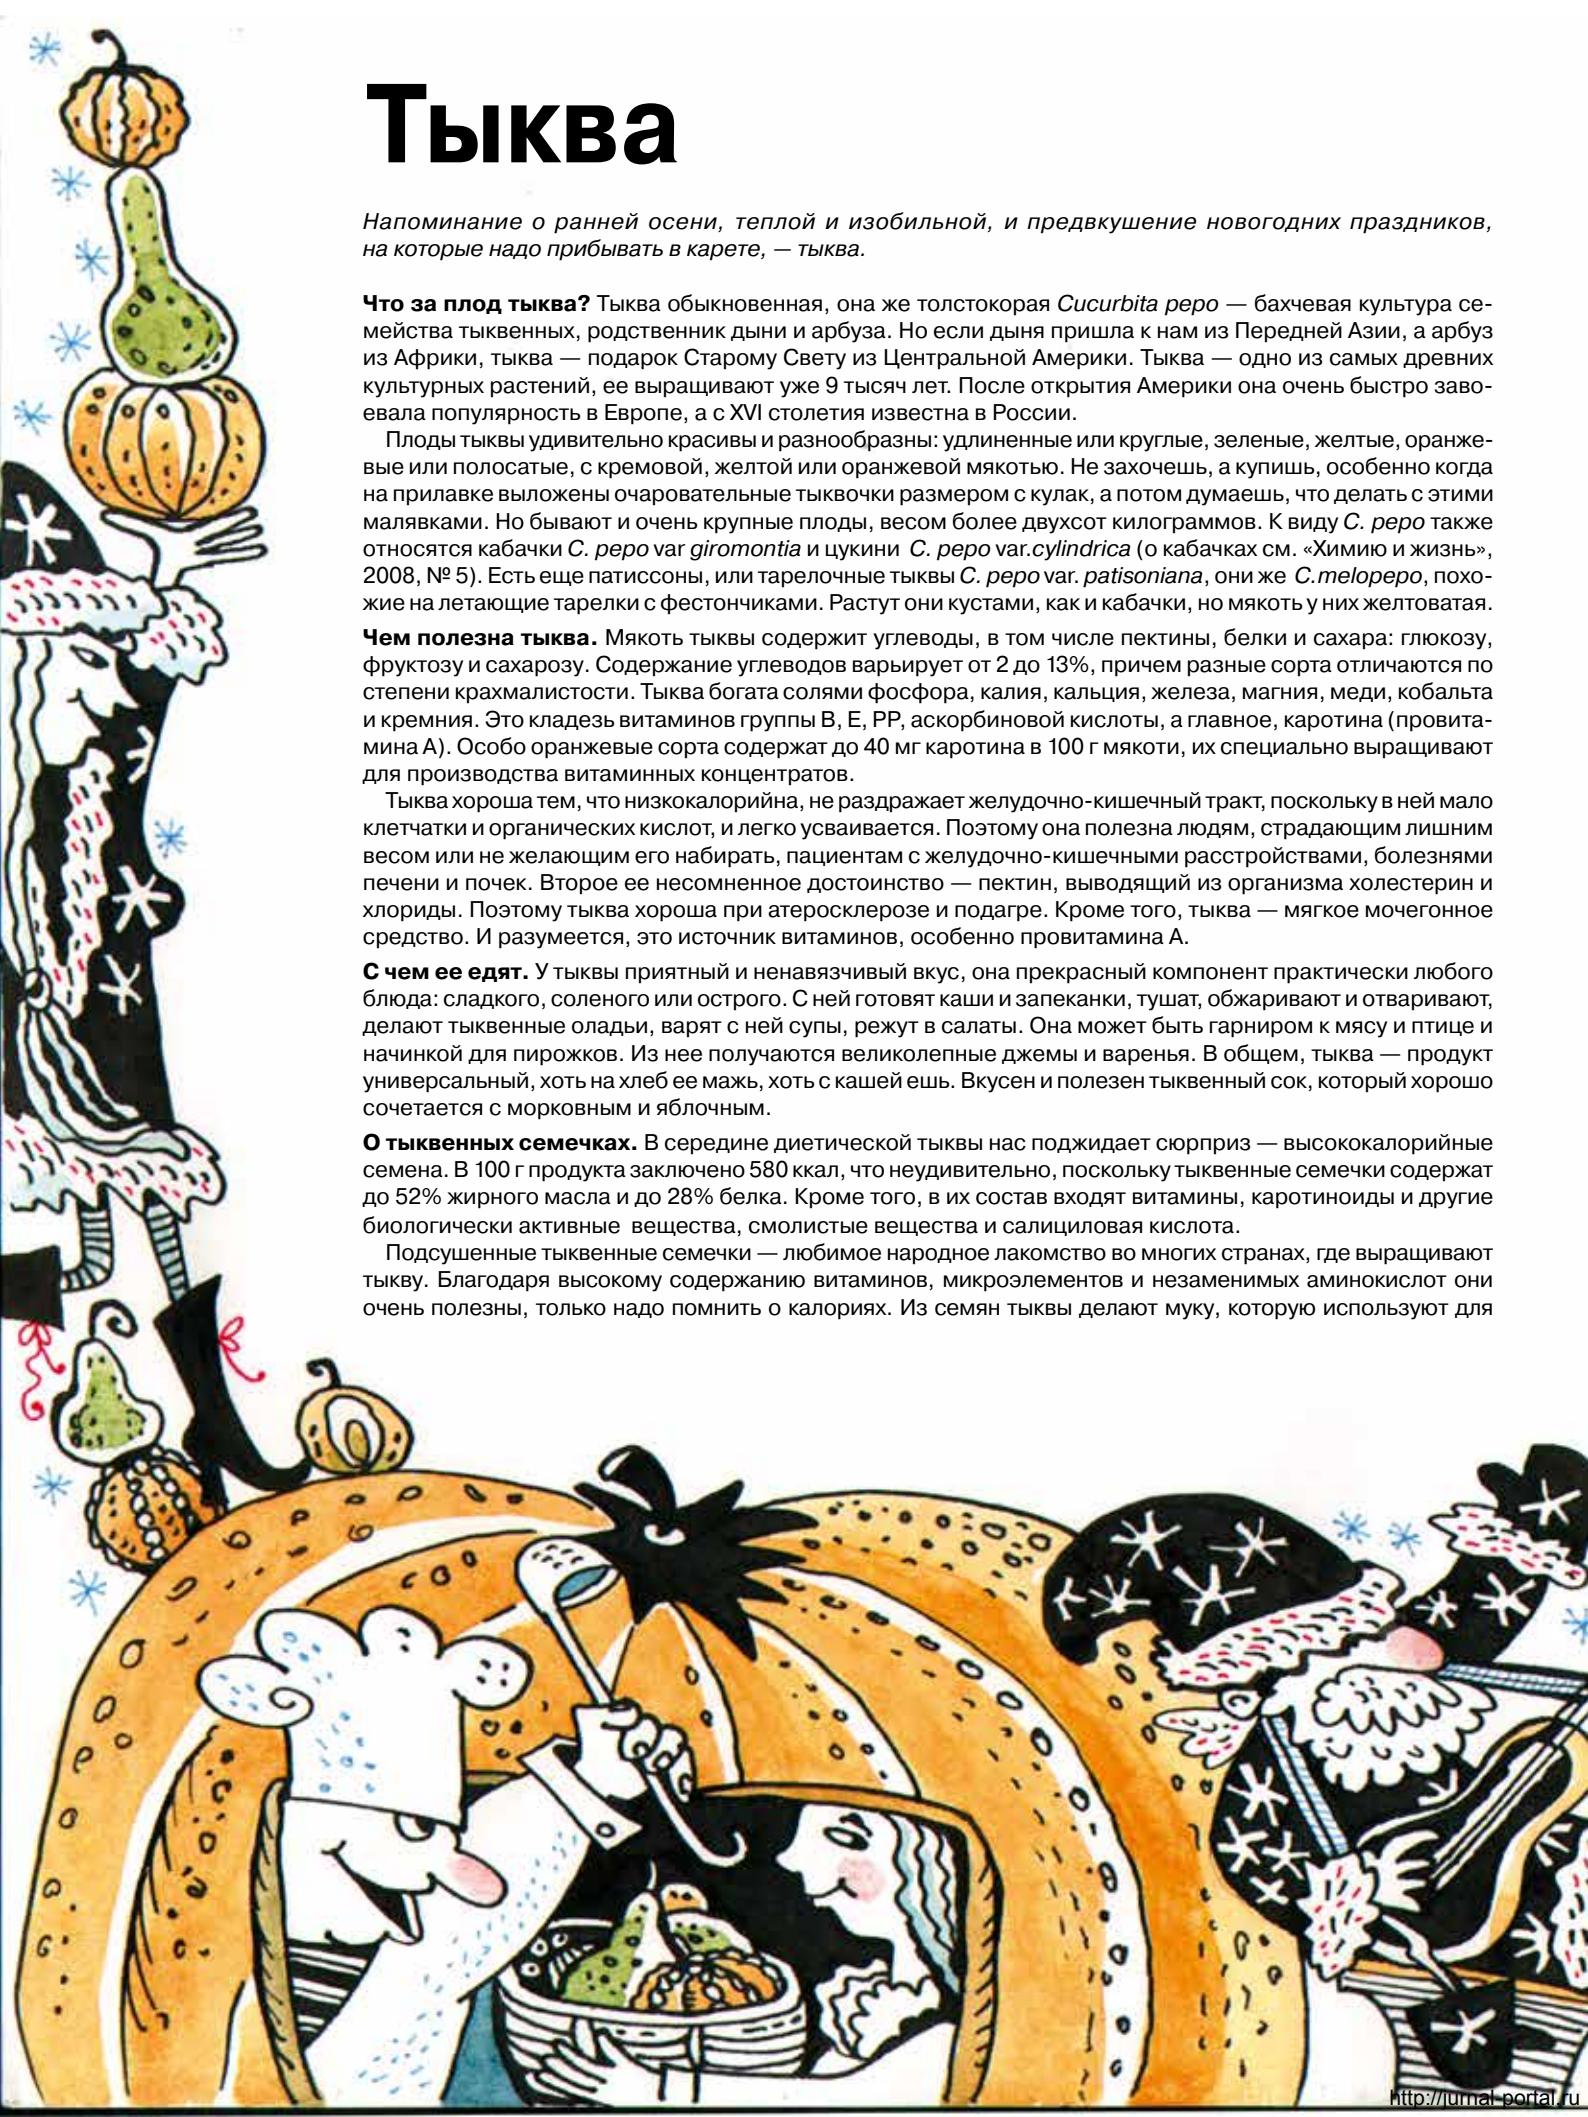 Тыква
Напоминание о ранней осени, теплой и изобильной, и предвкушение новогодних праздников,
на которые надо прибывать в карете, — тыква.
Что за плод тыква? Тыква обыкновенная, она же толстокорая Cucurbita pepo — бахчевая культура се-
мейства тыквенных, родственник дыни и арбуза. Но если дыня пришла к нам из Передней Азии, а арбуз
из Африки, тыква — подарок Старому Свету из Центральной Америки. Тыква — одно из самых древних
культурных растений, ее выращивают уже 9 тысяч лет. После открытия Америки она очень быстро заво-
евала популярность в Европе, а с XVI столетия известна в России.
Плоды тыквы удивительно красивы и разнообразны: удлиненные или круглые, зеленые, желтые, оранже-
вые или полосатые, с кремовой, желтой или оранжевой мякотью. Не захочешь, а купишь, особенно когда
на прилавке выложены очаровательные тыквочки размером с кулак, а потом думаешь, что делать с этими
малявками. Но бывают и очень крупные плоды, весом более двухсот килограммов. К виду C. pepo также
относятся кабачки C. pepo var giromontia и цукини C. pepo var.cylindrica (о кабачках см. «Химию и жизнь»,
2008, № 5). Есть еще патиссоны, или тарелочные тыквы C. pepo var. patisoniana, они же C.melopepo, похо-
жие на летающие тарелки с фестончиками. Растут они кустами, как и кабачки, но мякоть у них желтоватая.
Чем полезна тыква. Мякоть тыквы содержит углеводы, в том числе пектины, белки и сахара: глюкозу,
фруктозу и сахарозу. Содержание углеводов варьирует от 2 до 13%, причем разные сорта отличаются по
степени крахмалистости. Тыква богата солями фосфора, калия, кальция, железа, магния, меди, кобальта
и кремния. Это кладезь витаминов группы В, Е, РР, аскорбиновой кислоты, а главное, каротина (провита-
мина А). Особо оранжевые сорта содержат до 40 мг каротина в 100 г мякоти, их специально выращивают
для производства витаминных концентратов.
Тыква хороша тем, что низкокалорийна, не раздражает желудочно-кишечный тракт, поскольку в ней мало
клетчатки и органических кислот, и легко усваивается. Поэтому она полезна людям, страдающим лишним
весом или не желающим его набирать, пациентам с желудочно-кишечными расстройствами, болезнями
печени и почек. Второе ее несомненное достоинство — пектин, выводящий из организма холестерин и
хлориды. Поэтому тыква хороша при атеросклерозе и подагре. Кроме того, тыква — мягкое мочегонное
средство. И разумеется, это источник витаминов, особенно провитамина А.
С чем ее едят. У тыквы приятный и ненавязчивый вкус, она прекрасный компонент практически любого
блюда: сладкого, соленого или острого. С ней готовят каши и запеканки, тушат, обжаривают и отваривают,
делают тыквенные оладьи, варят с ней супы, режут в салаты. Она может быть гарниром к мясу и птице и
начинкой для пирожков. Из нее получаются великолепные джемы и варенья. В общем, тыква — продукт
универсальный, хоть на хлеб ее мажь, хоть с кашей ешь. Вкусен и полезен тыквенный сок, который хорошо
сочетается с морковным и яблочным.
О тыквенных семечках. В середине диетической тыквы нас поджидает сюрприз — высококалорийные
семена. В 100 г продукта заключено 580 ккал, что неудивительно, поскольку тыквенные семечки содержат
до 52% жирного масла и до 28% белка. Кроме того, в их состав входят витамины, каротиноиды и другие
биологически активные вещества, смолистые вещества и салициловая кислота.
Подсушенные тыквенные семечки — любимое народное лакомство во многих странах, где выращивают
тыкву. Благодаря высокому содержанию витаминов, микроэлементов и незаменимых аминокислот они
очень полезны, только надо помнить о калориях. Из семян тыквы делают муку, которую используют для
http://jurnal-portal.ru